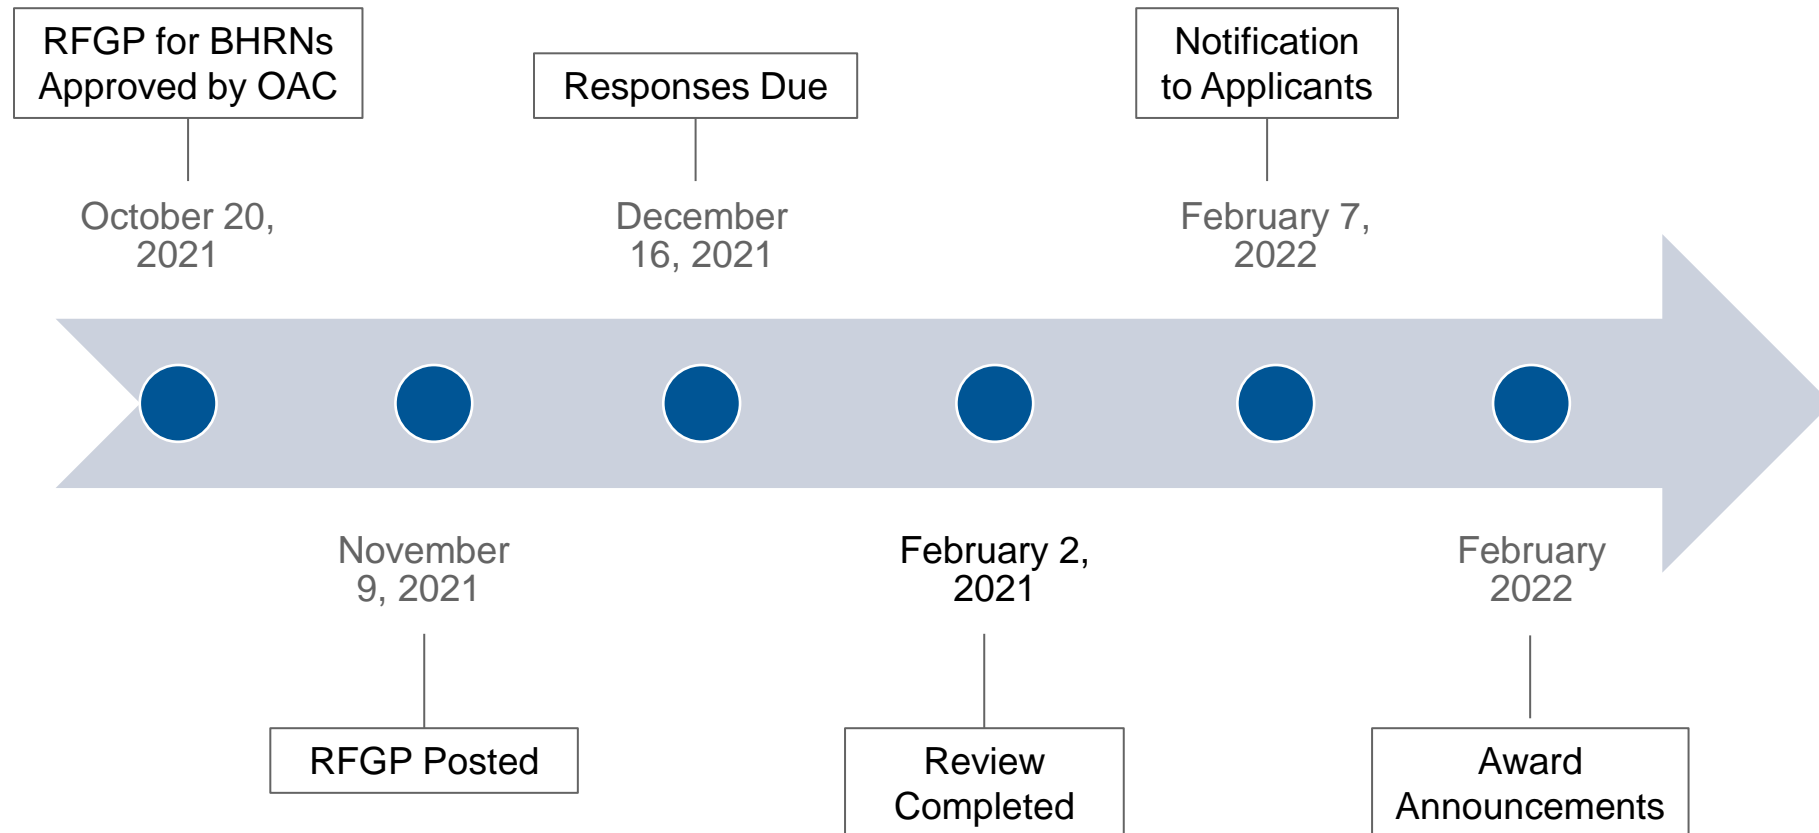 RFGP for BHRNs
Approved by OAC
October 20,
2021
November
9, 2021
RFGP Posted
Responses Due
December
16, 2021
February 2,
2021
Review
Completed
Notification
to Applicants
February 7,
2022
February
2022
Award
Announcements